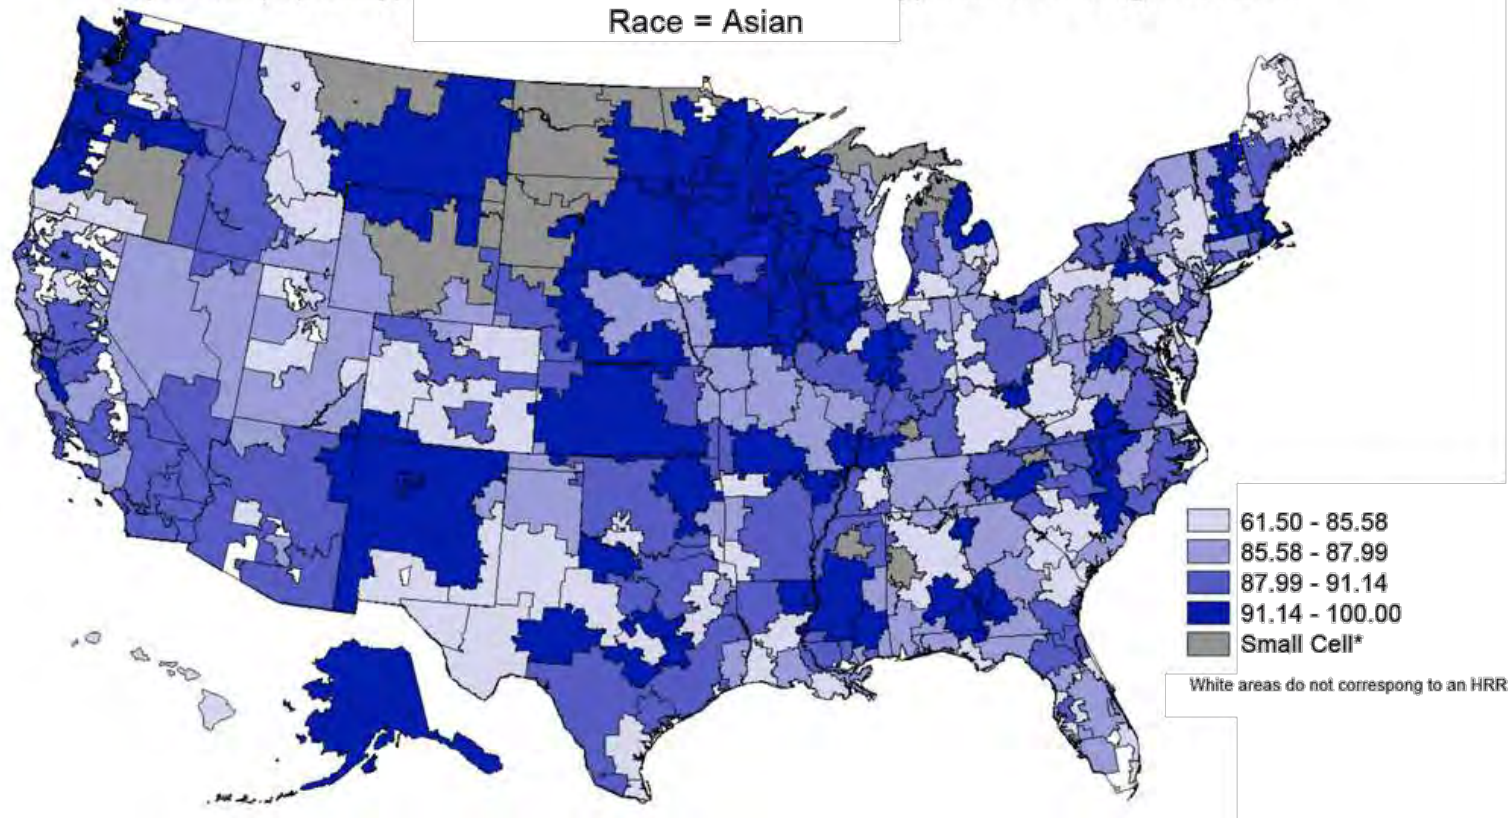 Race = Asian
61.50 - 85.58
85.58 - 87.99
87.99 - 91.14
91.14 - 100.00
Small Cell*
White areas do not correspong to an HRR